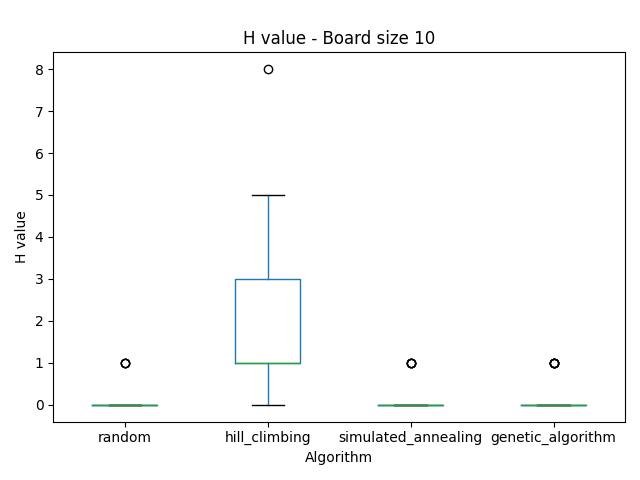 H value - Board size 10
8
7
6
5
4
3
2
1
0
H value
random
hill_climbing
simulated_annealing
genetic_algorithm
Algorithm